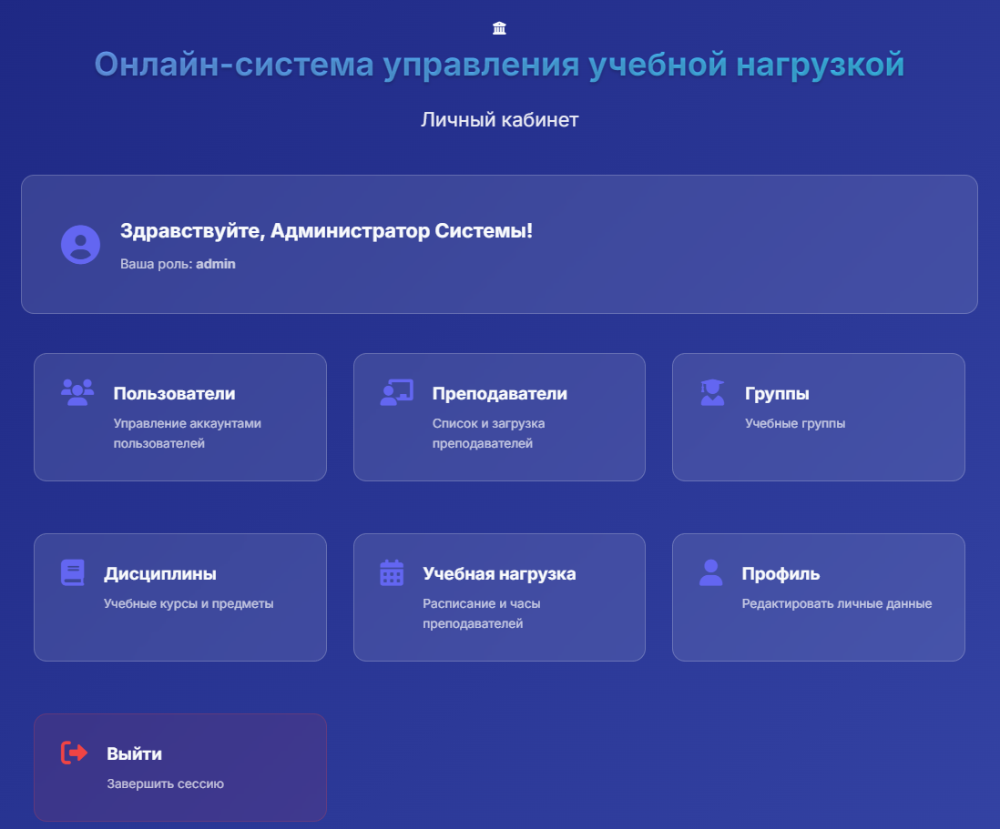 Онлайн-система управления учебной нагрузкой
Личный кабинет
Здравствуйте, Администратор Системы!
Ваша роль: admin
Пользователи
Управление аккаунтами
пользователей
Преподаватели
Список и загрузка
преподавателей
Группы
Учебные группы
Дисциплины
Учебные курсы и предметы
Учебная нагрузка
Расписание и часы
преподавателей
Профиль
Редактировать личные данные
Выйти
Завершить сессию